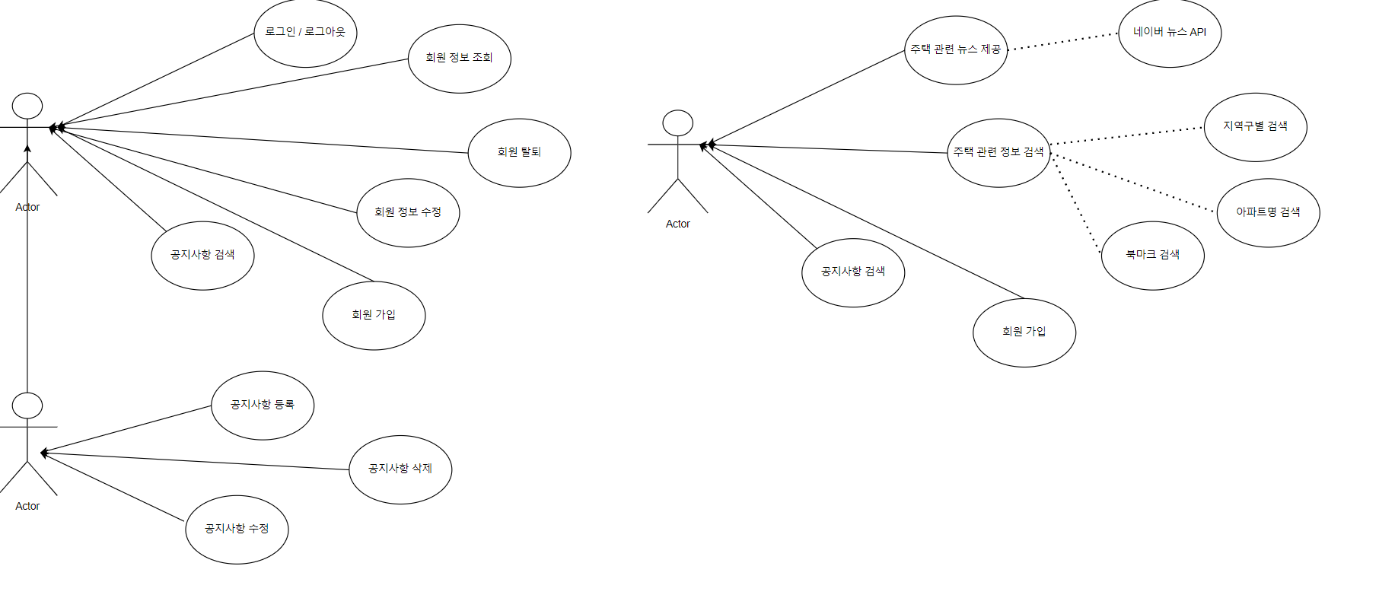 로그인 / 로그아웃
회원 정보 조회
회원 탈퇴
회원 정보 수정
공지사항 검색
회원 가입
Actor
공지사항 등록
공지사항 삭제
공지사항 수정
Actor
주택 관련 뉴스 제공
네이버 뉴스 API
주택 관련 정보 검색
지역구별 검색
아파트명 검색
북마크 검색
공지사항 검색
회원 가입
Actor